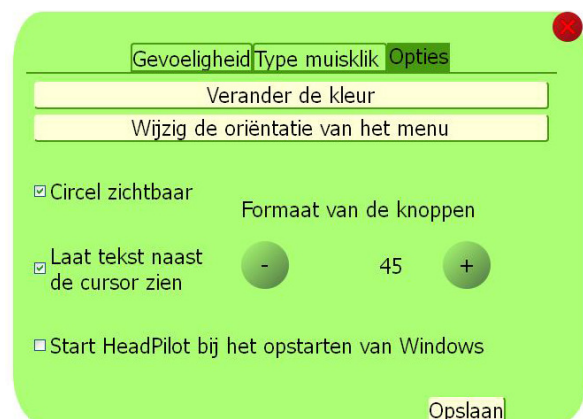 Gevoeligheid Type muisklik Opties
Verander de kleur
Wijzig de oriëntatie van het menu
Circel zichtbaar
Formaat van de knoppen
Laat tekst naast
de cursor zien
- 45 +
Start HeadPilot bij het opstarten van Windows
Opslaan